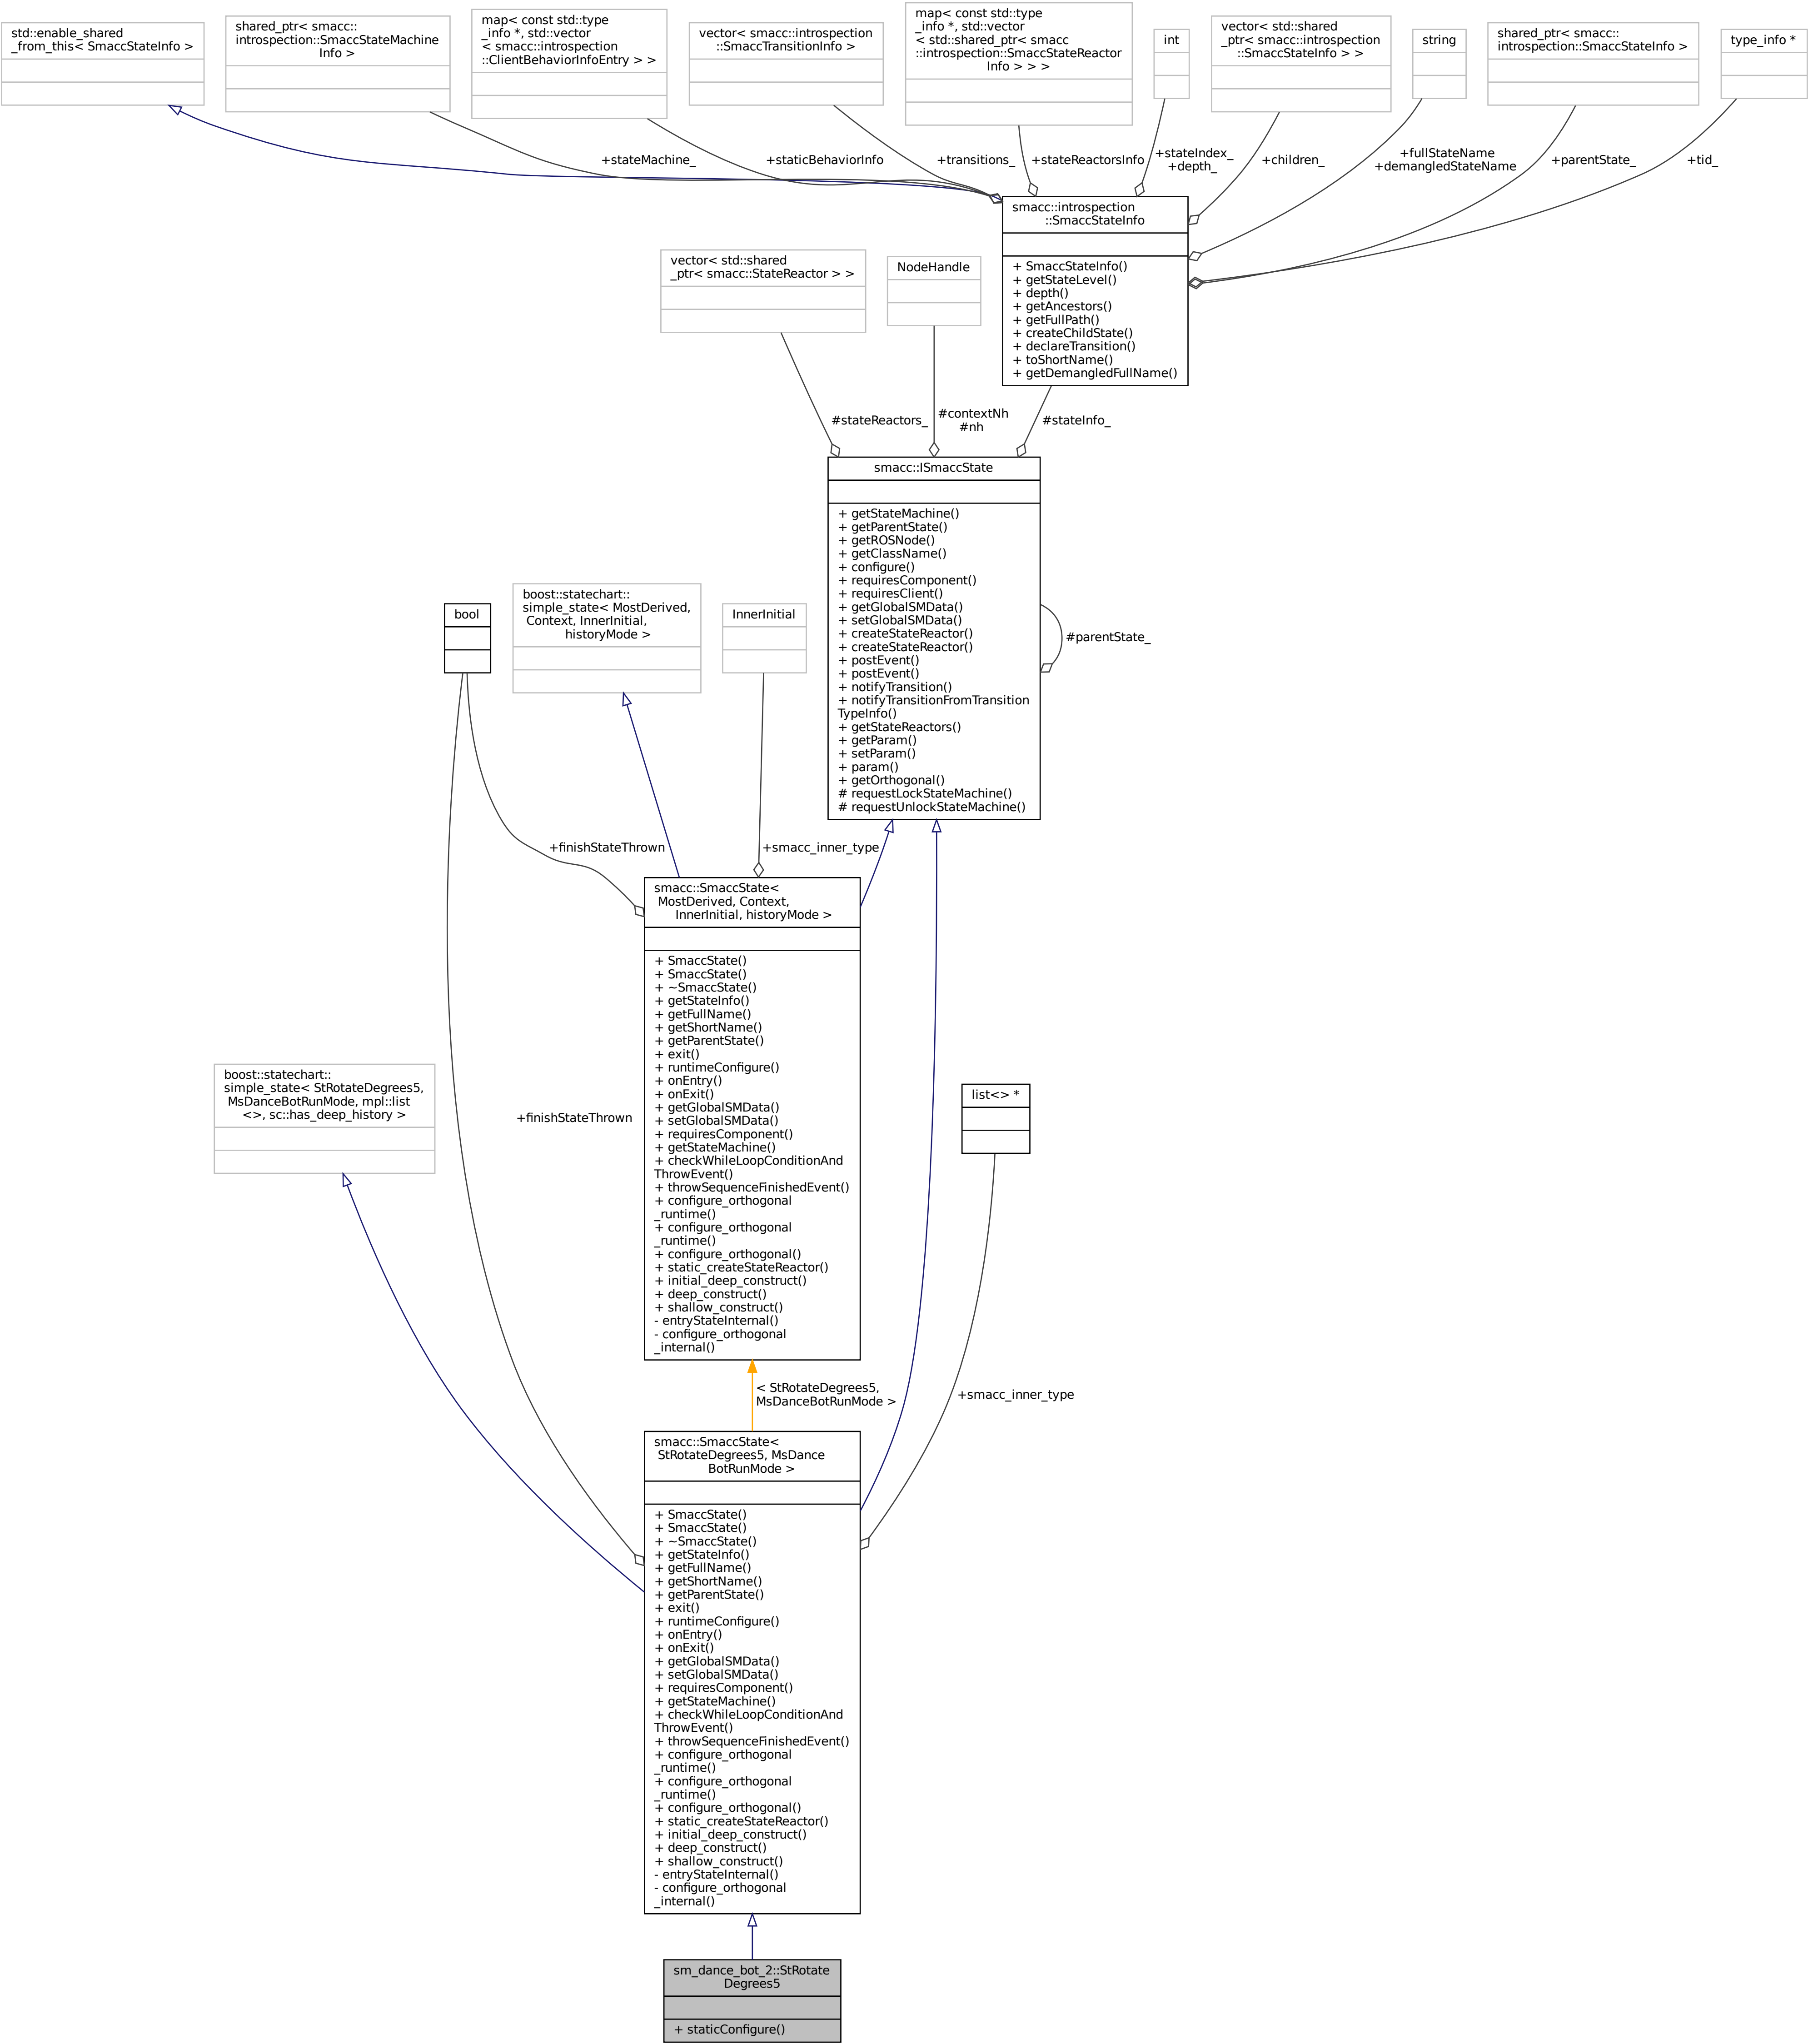 std::enable_shared
_from_this< SmaccStateInfo >
shared_ptr< smacc::
introspection::SmaccStateMachine
Info >
map< const std::type
_info *, std::vector
< smacc::introspection
::ClientBehaviorInfoEntry > >
vector< smacc::introspection
::SmaccTransitionInfo >
map< const std::type
_info *, std::vector
< std::shared_ptr< smacc
::introspection::SmaccStateReactor
Info > > >
int
vector< std::shared
_ptr< smacc::introspection
::SmaccStateInfo > >
string
shared_ptr< smacc::
introspection::SmaccStateInfo >
type_info *
+stateMachine_
+staticBehaviorInfo
+transitions_
+stateReactorsInfo
+stateIndex_
+depth_
+children_
+fullStateName
+demangledStateName
+parentState_
+tid_
smacc::introspection
::SmaccStateInfo
+ SmaccStateInfo()
+ getStateLevel()
+ depth()
+ getAncestors()
+ getFullPath()
+ createChildState()
+ declareTransition()
+ toShortName()
+ getDemangledFullName()
vector< std::shared
_ptr< smacc::StateReactor > >
NodeHandle
#stateReactors_
#contextNh
#nh
#stateInfo_
smacc::ISmaccState
+ getStateMachine()
+ getParentState()
+ getROSNode()
+ getClassName()
+ configure()
+ requiresComponent()
+ requiresClient()
+ getGlobalSMData()
+ setGlobalSMData()
+ createStateReactor()
+ createStateReactor()
+ postEvent()
+ postEvent()
+ notifyTransition()
+ notifyTransitionFromTransition
TypeInfo()
+ getStateReactors()
+ getParam()
+ setParam()
+ param()
+ getOrthogonal()
# requestLockStateMachine()
# requestUnlockStateMachine()
#parentState_
bool
boost::statechart::
simple_state< MostDerived,
Context, InnerInitial,
historyMode >
InnerInitial
+finishStateThrown
+smacc_inner_type
smacc::SmaccState<
MostDerived, Context,
InnerInitial, historyMode >
+ SmaccState()
+ SmaccState()
+ ~SmaccState()
+ getStateInfo()
+ getFullName()
+ getShortName()
+ getParentState()
+ exit()
+ runtimeConfigure()
+ onEntry()
+ onExit()
+ getGlobalSMData()
+ setGlobalSMData()
+ requiresComponent()
+ getStateMachine()
+ checkWhileLoopConditionAnd
ThrowEvent()
+ throwSequenceFinishedEvent()
+ configure_orthogonal
_runtime()
+ configure_orthogonal
_runtime()
+ configure_orthogonal()
+ static_createStateReactor()
+ initial_deep_construct()
+ deep_construct()
+ shallow_construct()
- entryStateInternal()
- configure_orthogonal
_internal()
boost::statechart::
simple_state< StRotateDegrees5,
MsDanceBotRunMode, mpl::list
<>, sc::has_deep_history >
+finishStateThrown
list<> *
< StRotateDegrees5,
MsDanceBotRunMode >
+smacc_inner_type
smacc::SmaccState<
StRotateDegrees5, MsDance
BotRunMode >
+ SmaccState()
+ SmaccState()
+ ~SmaccState()
+ getStateInfo()
+ getFullName()
+ getShortName()
+ getParentState()
+ exit()
+ runtimeConfigure()
+ onEntry()
+ onExit()
+ getGlobalSMData()
+ setGlobalSMData()
+ requiresComponent()
+ getStateMachine()
+ checkWhileLoopConditionAnd
ThrowEvent()
+ throwSequenceFinishedEvent()
+ configure_orthogonal
_runtime()
+ configure_orthogonal
_runtime()
+ configure_orthogonal()
+ static_createStateReactor()
+ initial_deep_construct()
+ deep_construct()
+ shallow_construct()
- entryStateInternal()
- configure_orthogonal
_internal()
sm_dance_bot_2::StRotate
Degrees5
+ staticConfigure()